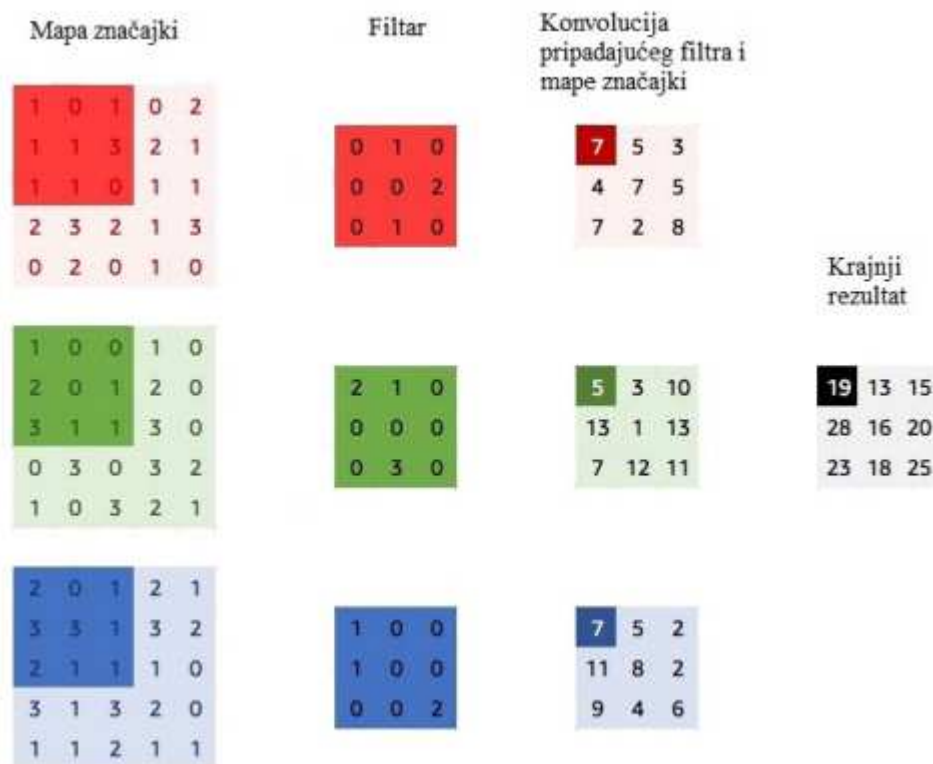 Mapa značajki
Filtar
Konvolucija
pripadajućeg filtra i
mape značajki
1 0 1 0 2
1 1 3 2 1
1 1 0 1 1
2 3 2 1 3
0 2 0 1 0
0 1 0
0 0 2
0 1 0
7 5 3
4 7 5
7 2 8
Krajnji
rezultat
1 0 0 1 0
2 0 1 2 0
3 1 1 3 0
0 3 0 3 2
1 0 3 2 1
2 1 0
0 0 0
0 3 0
5 3 10
13 1 13
7 12 11
19 13 15
28 16 20
23 18 25
2 0 1 2 1
3 3 1 3 2
2 1 1 1 0
3 1 3 2 0
1 1 2 1 1
1 0 0
1 0 0
0 0 2
7 5 2
11 8 2
9 4 6